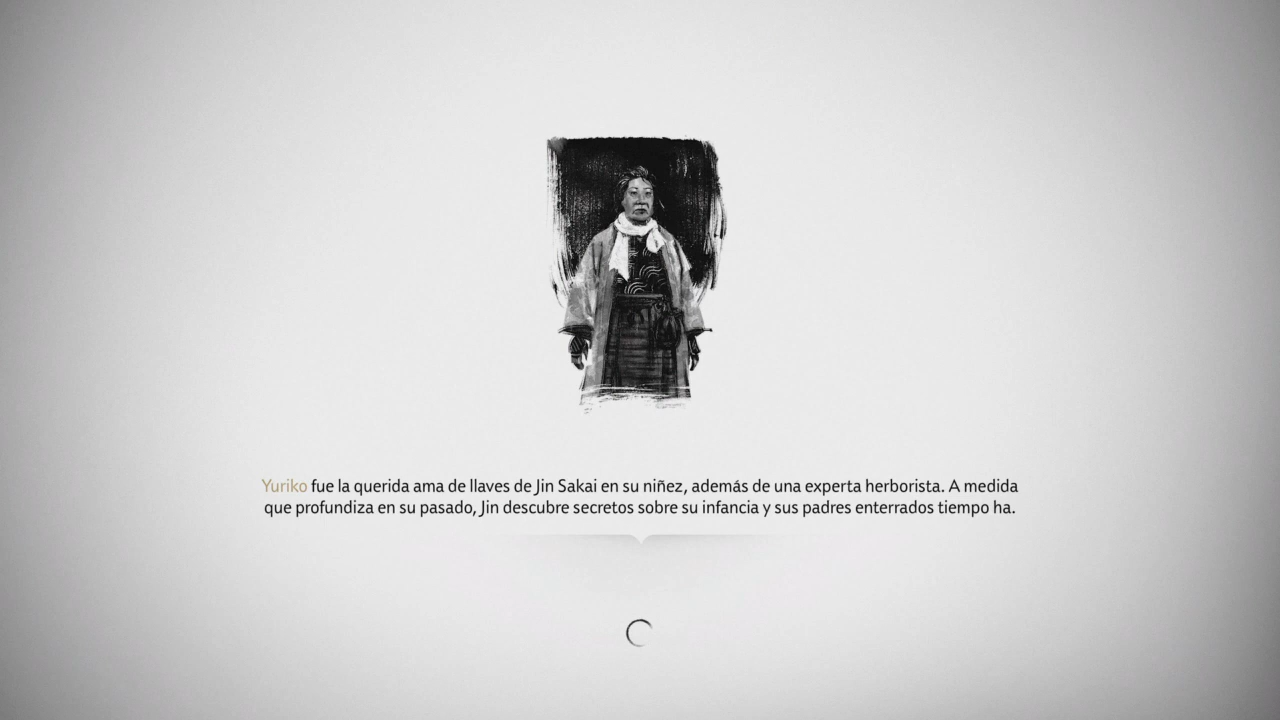 Yuriko fue la querida ama de llaves de Jin Sakai en su niñez, además de una experta herborista. A medida
que profundiza en su pasado, Jin descubre secretos sobre su infancia y sus padres enterrados tiempo ha.